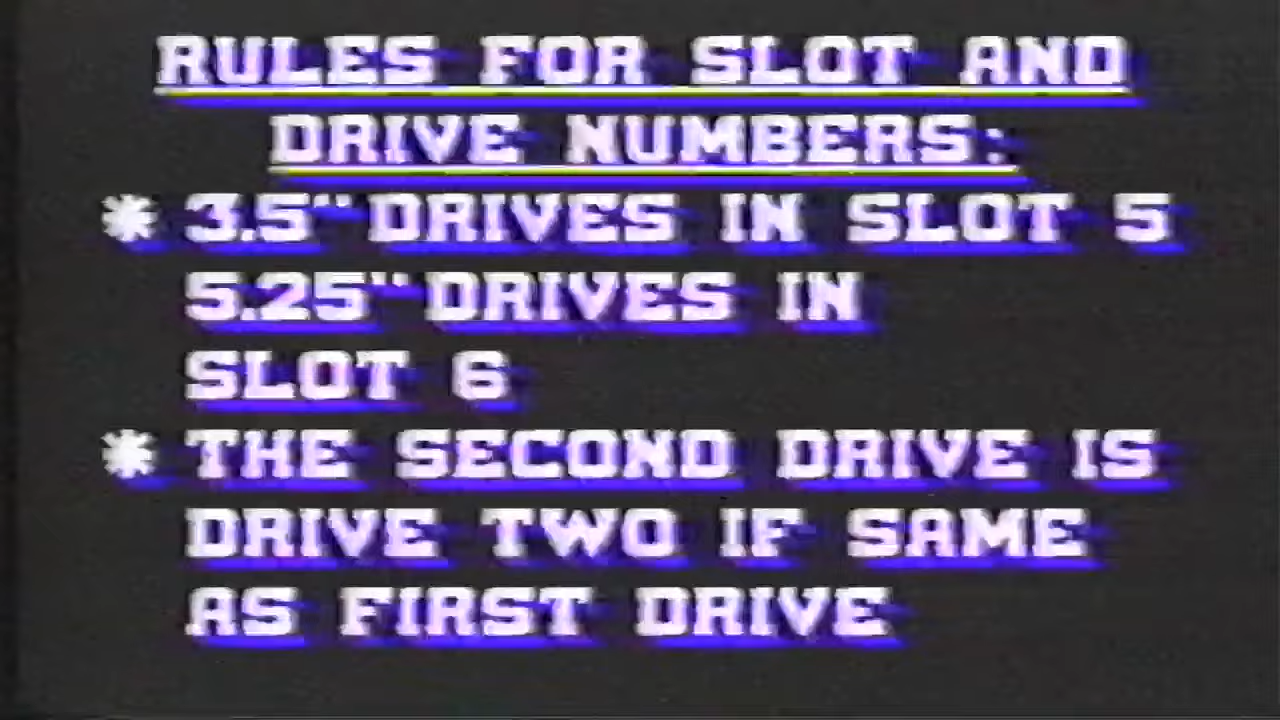 RULES FOR SLOT AND
DRIVE NUMBERS:
* 3.5" DRIVES IN SLOT 5
5.25" DRIVES IN
SLOT 6
* THE SECOND DRIVE IS
DRIVE TWO IF SAME
AS FIRST DRIVE